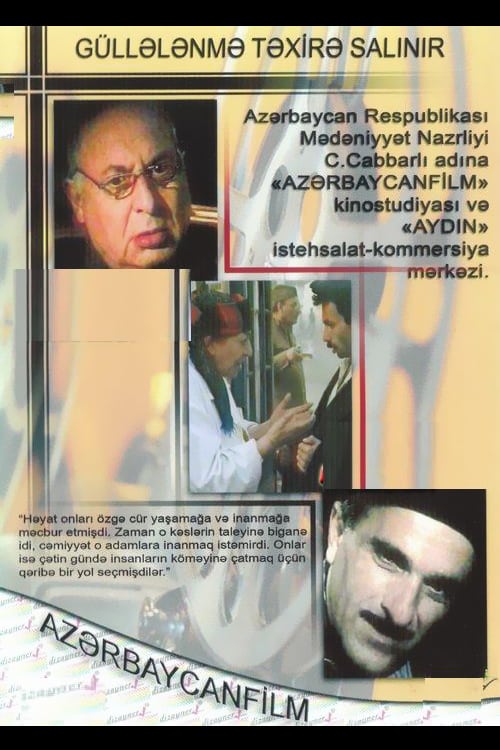 GÜLLƏLƏNMƏ TƏXİRƏ SALINIR
Azərbaycan Respublikası
Mədəniyyət Nazrliyi
C.Cabbarlı adına
«AZƏRBAYCANFİLM»
kinostudiyası və
«AYDIN»
istehsalat-kommersiya
mərkəzi.
"Həyat onları özgə cür yaşamağa və inanmağa
məcbur etmişdi. Zaman o kəslərin taleyinə biganə
idi, cəmiyyət o adamlara inanmaq istəmirdi. Onlar
isə çətin gündə insanların köməyinə çatmaq üçün
qəribə bir yol seçmişdilər."
AZƏRBAYCANFİLM